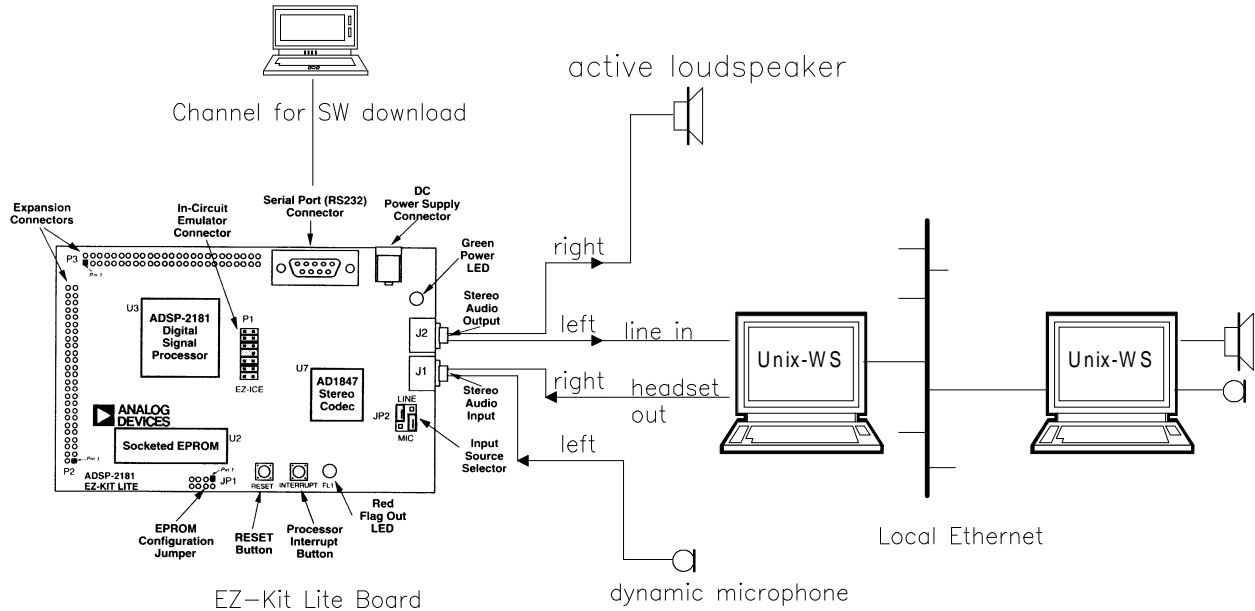 active loudspeaker
Channel for SW download
Serial Port (RS232)
Connector
DC
Power Supply
Connector
Expansion
Connectors
In-Circuit
Emulator
Connector
Green
Power
LED
right
P3
Pin 1
U3
ADSP-2181
Digital
Signal
Processor
P1
EZ-ICE
Stereo
Audio
Output
J2
left
line in
Unix-WS
Unix-WS
J1
right
headset
out
Stereo
Audio
Input
U7
AD1847
Stereo
Codec
LINE
JP2
MIC
Input
Source
Selector
left
ANALOG
DEVICES
Socketed EPROM
U2
P2
Pin 1
ADSP-2181
EZ-KIT LITE
Pin 1
JP1
RESET
INTERRUPT
FL1
EPROM
Configuration
Jumper
RESET
Button
Processor
Interrupt
Button
Red
Flag Out
LED
Local Ethernet
EZ-Kit Lite Board
dynamic microphone